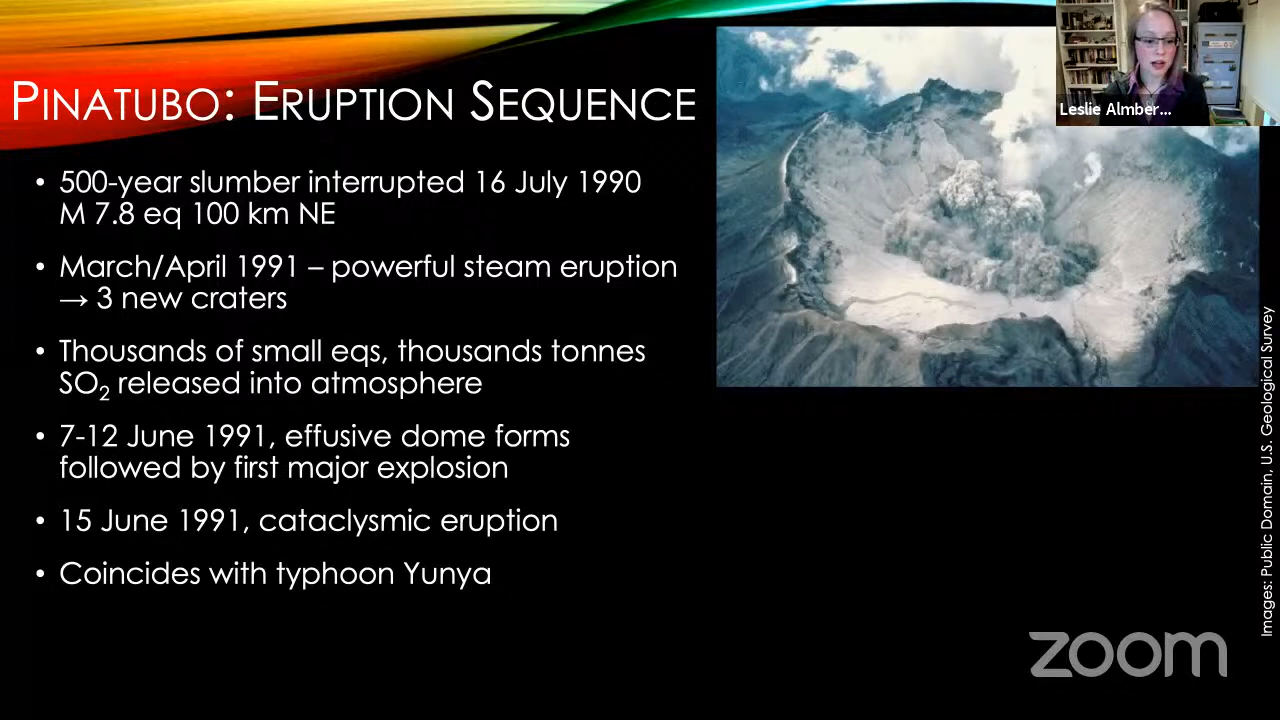 PINATUBO: ERUPTION SEQUENCE
• 500-year slumber interrupted 16 July 1990
M 7.8 eq 100 km NE
• March/April 1991 – powerful steam eruption
→ 3 new craters
• Thousands of small eqs, thousands tonnes
SO₂ released into atmosphere
• 7-12 June 1991, effusive dome forms
followed by first major explosion
• 15 June 1991, cataclysmic eruption
• Coincides with typhoon Yunya
Leslie Almber...
Images: Public Domain, U.S. Geological Survey
zoom